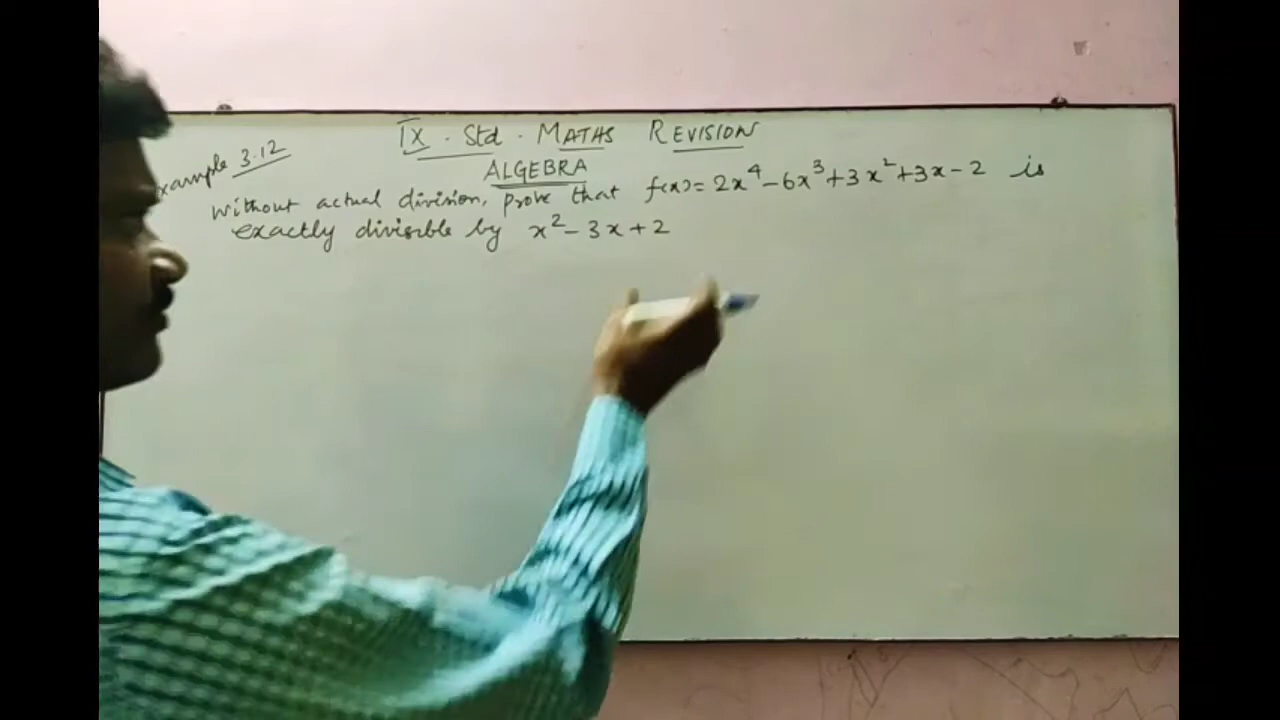 IX. Std. MATHS REVISION
ALGEBRA
xample 3.12
without actual division, prove that f(x) = 2x⁴ - 6x³ + 3x² + 3x - 2 is
exactly divisible by x² - 3x + 2